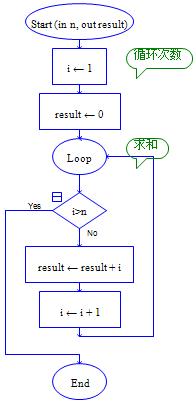 Start (in n, out result)
循环次数
i ← 1
result ← 0
求和
Loop
Yes
i>n
No
result ← result + i
i ← i + 1
End